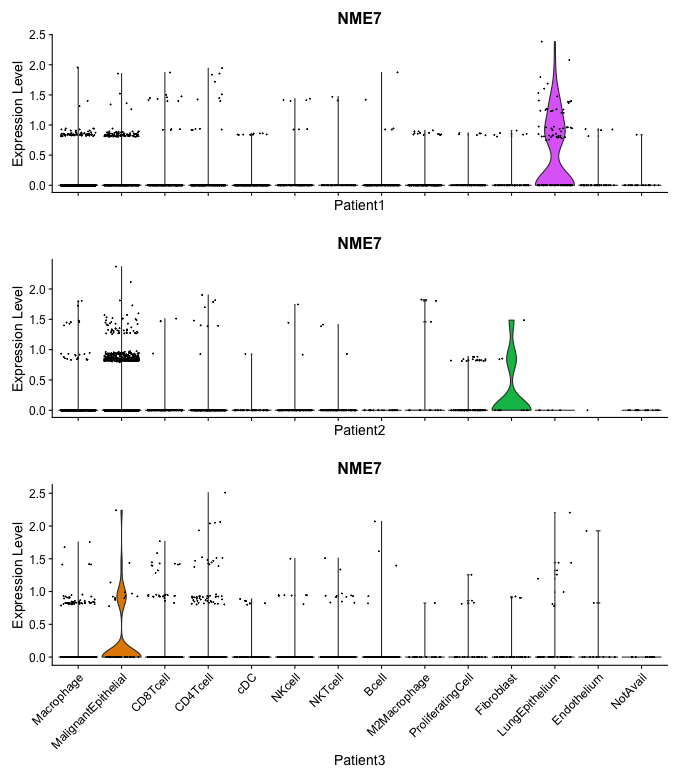 NME7
Expression Level
2.5
2.0
1.5
1.0
0.5
0.0
Patient1
NME7
Expression Level
2.0
1.5
1.0
0.5
0.0
Patient2
NME7
Expression Level
2.5
2.0
1.5
1.0
0.5
0.0
Macrophage
MalignantEpithelial
CD8Tcell
CD4Tcell
cDC
NKcell
NKTcell
Bcell
M2Macrophage
ProliferatingCell
Fibroblast
LungEpithelium
Endothelium
NotAvail
Patient3